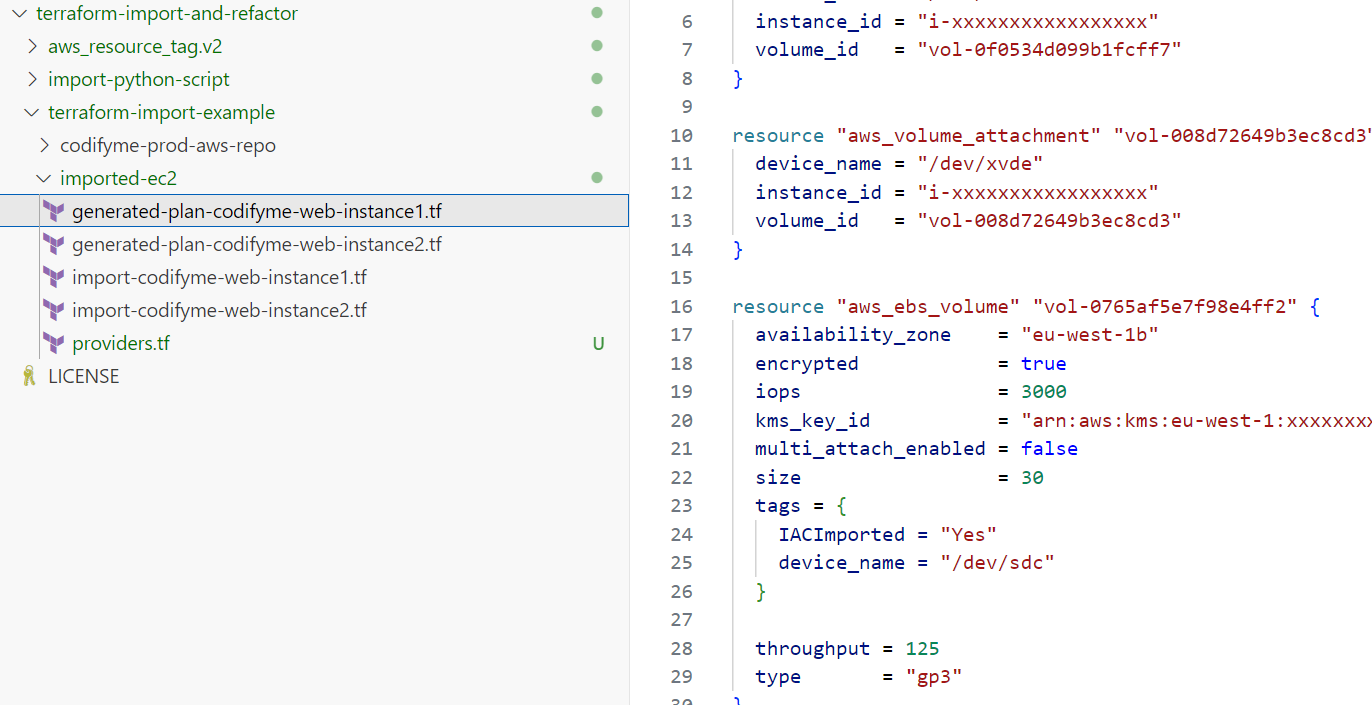 terraform-import-and-refactor
aws_resource_tag.v2
import-python-script
terraform-import-example
codifyme-prod-aws-repo
imported-ec2
generated-plan-codifyme-web-instance1.tf
generated-plan-codifyme-web-instance2.tf
import-codifyme-web-instance1.tf
import-codifyme-web-instance2.tf
providers.tf U
LICENSE
6 instance_id = "i-xxxxxxxxxxxxxxxxx"
7 volume_id = "vol-0f0534d099b1fcff7"
8 }
9
10 resource "aws_volume_attachment" "vol-008d72649b3ec8cd3"
11 device_name = "/dev/xvde"
12 instance_id = "i-xxxxxxxxxxxxxxxxx"
13 volume_id = "vol-008d72649b3ec8cd3"
14 }
15
16 resource "aws_ebs_volume" "vol-0765af5e7f98e4ff2" {
17 availability_zone = "eu-west-1b"
18 encrypted = true
19 iops = 3000
20 kms_key_id = "arn:aws:kms:eu-west-1:xxxxxxxx
21 multi_attach_enabled = false
22 size = 30
23 tags = {
24 IACImported = "Yes"
25 device_name = "/dev/sdc"
26 }
27
28 throughput = 125
29 type = "gp3"
30 }